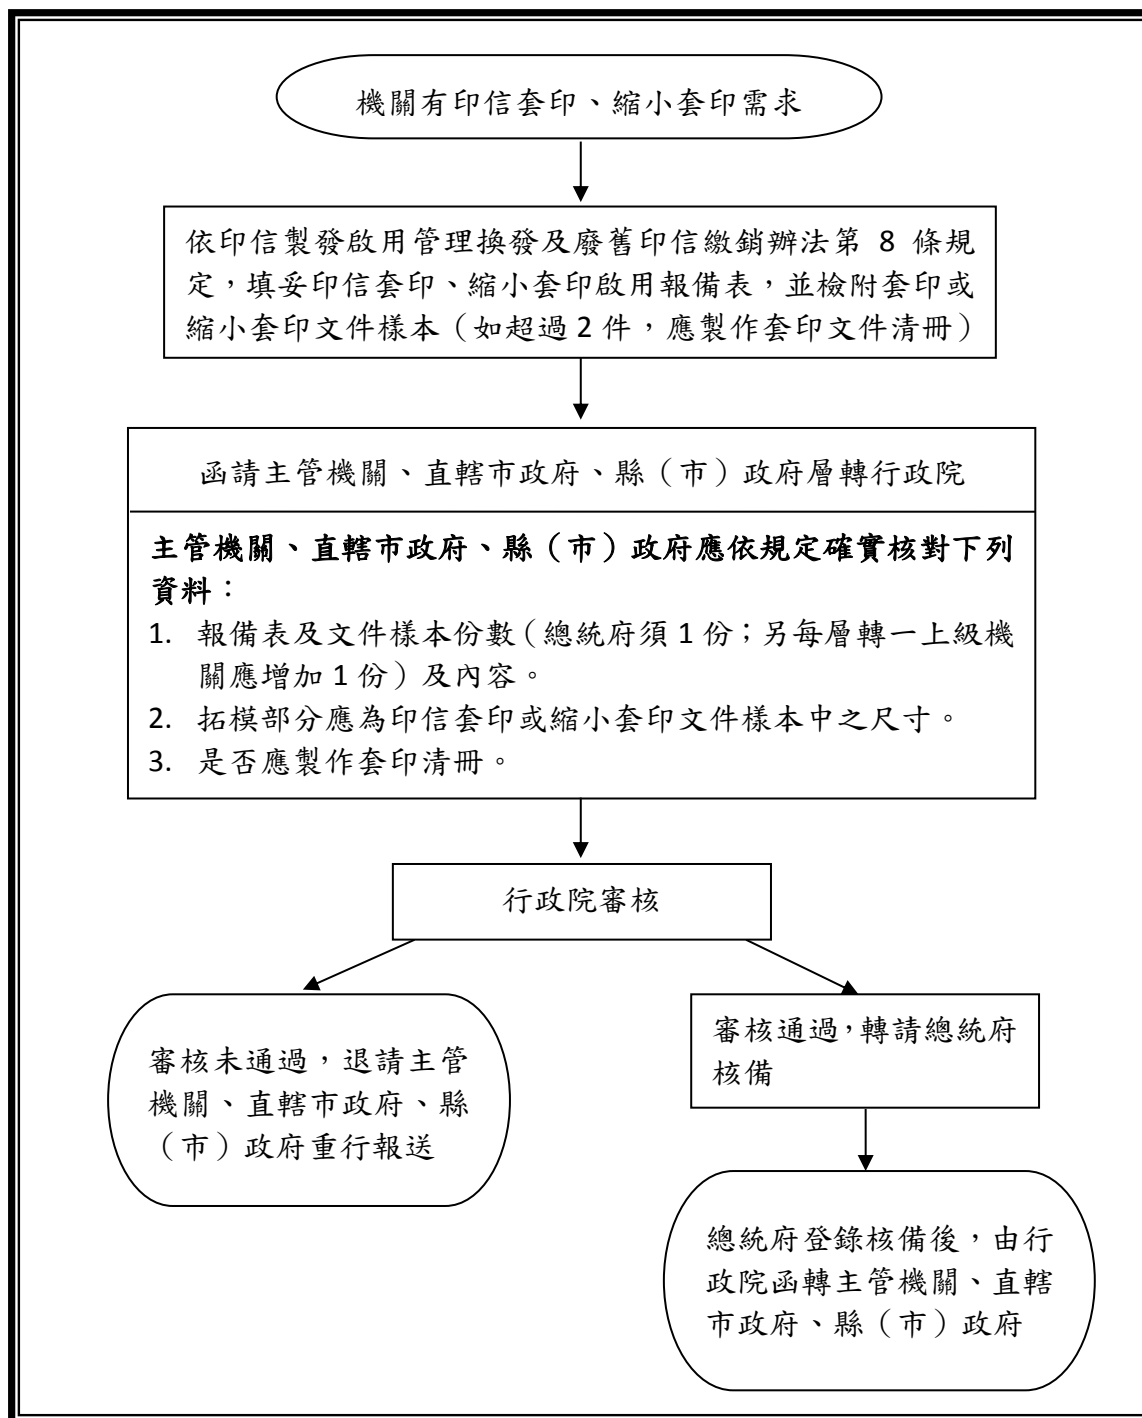 機關有印信套印、縮小套印需求
依印信製發啟用管理換發及廢舊印信繳銷辦法第 8 條規
定，填妥印信套印、縮小套印啟用報備表，並檢附套印或
縮小套印文件樣本（如超過 2 件，應製作套印文件清冊）
函請主管機關、直轄市政府、縣（市）政府層轉行政院
主管機關、直轄市政府、縣（市）政府應依規定確實核對下列
資料：
1. 報備表及文件樣本份數（總統府須 1 份；另每層轉一上級機
關應增加 1 份）及內容。
2. 拓模部分應為印信套印或縮小套印文件樣本中之尺寸。
3. 是否應製作套印清冊。
行政院審核
審核未通過，退請主管
機關、直轄市政府、縣
（市）政府重行報送
審核通過，轉請總統府
核備
總統府登錄核備後，由行
政院函轉主管機關、直轄
市政府、縣（市）政府